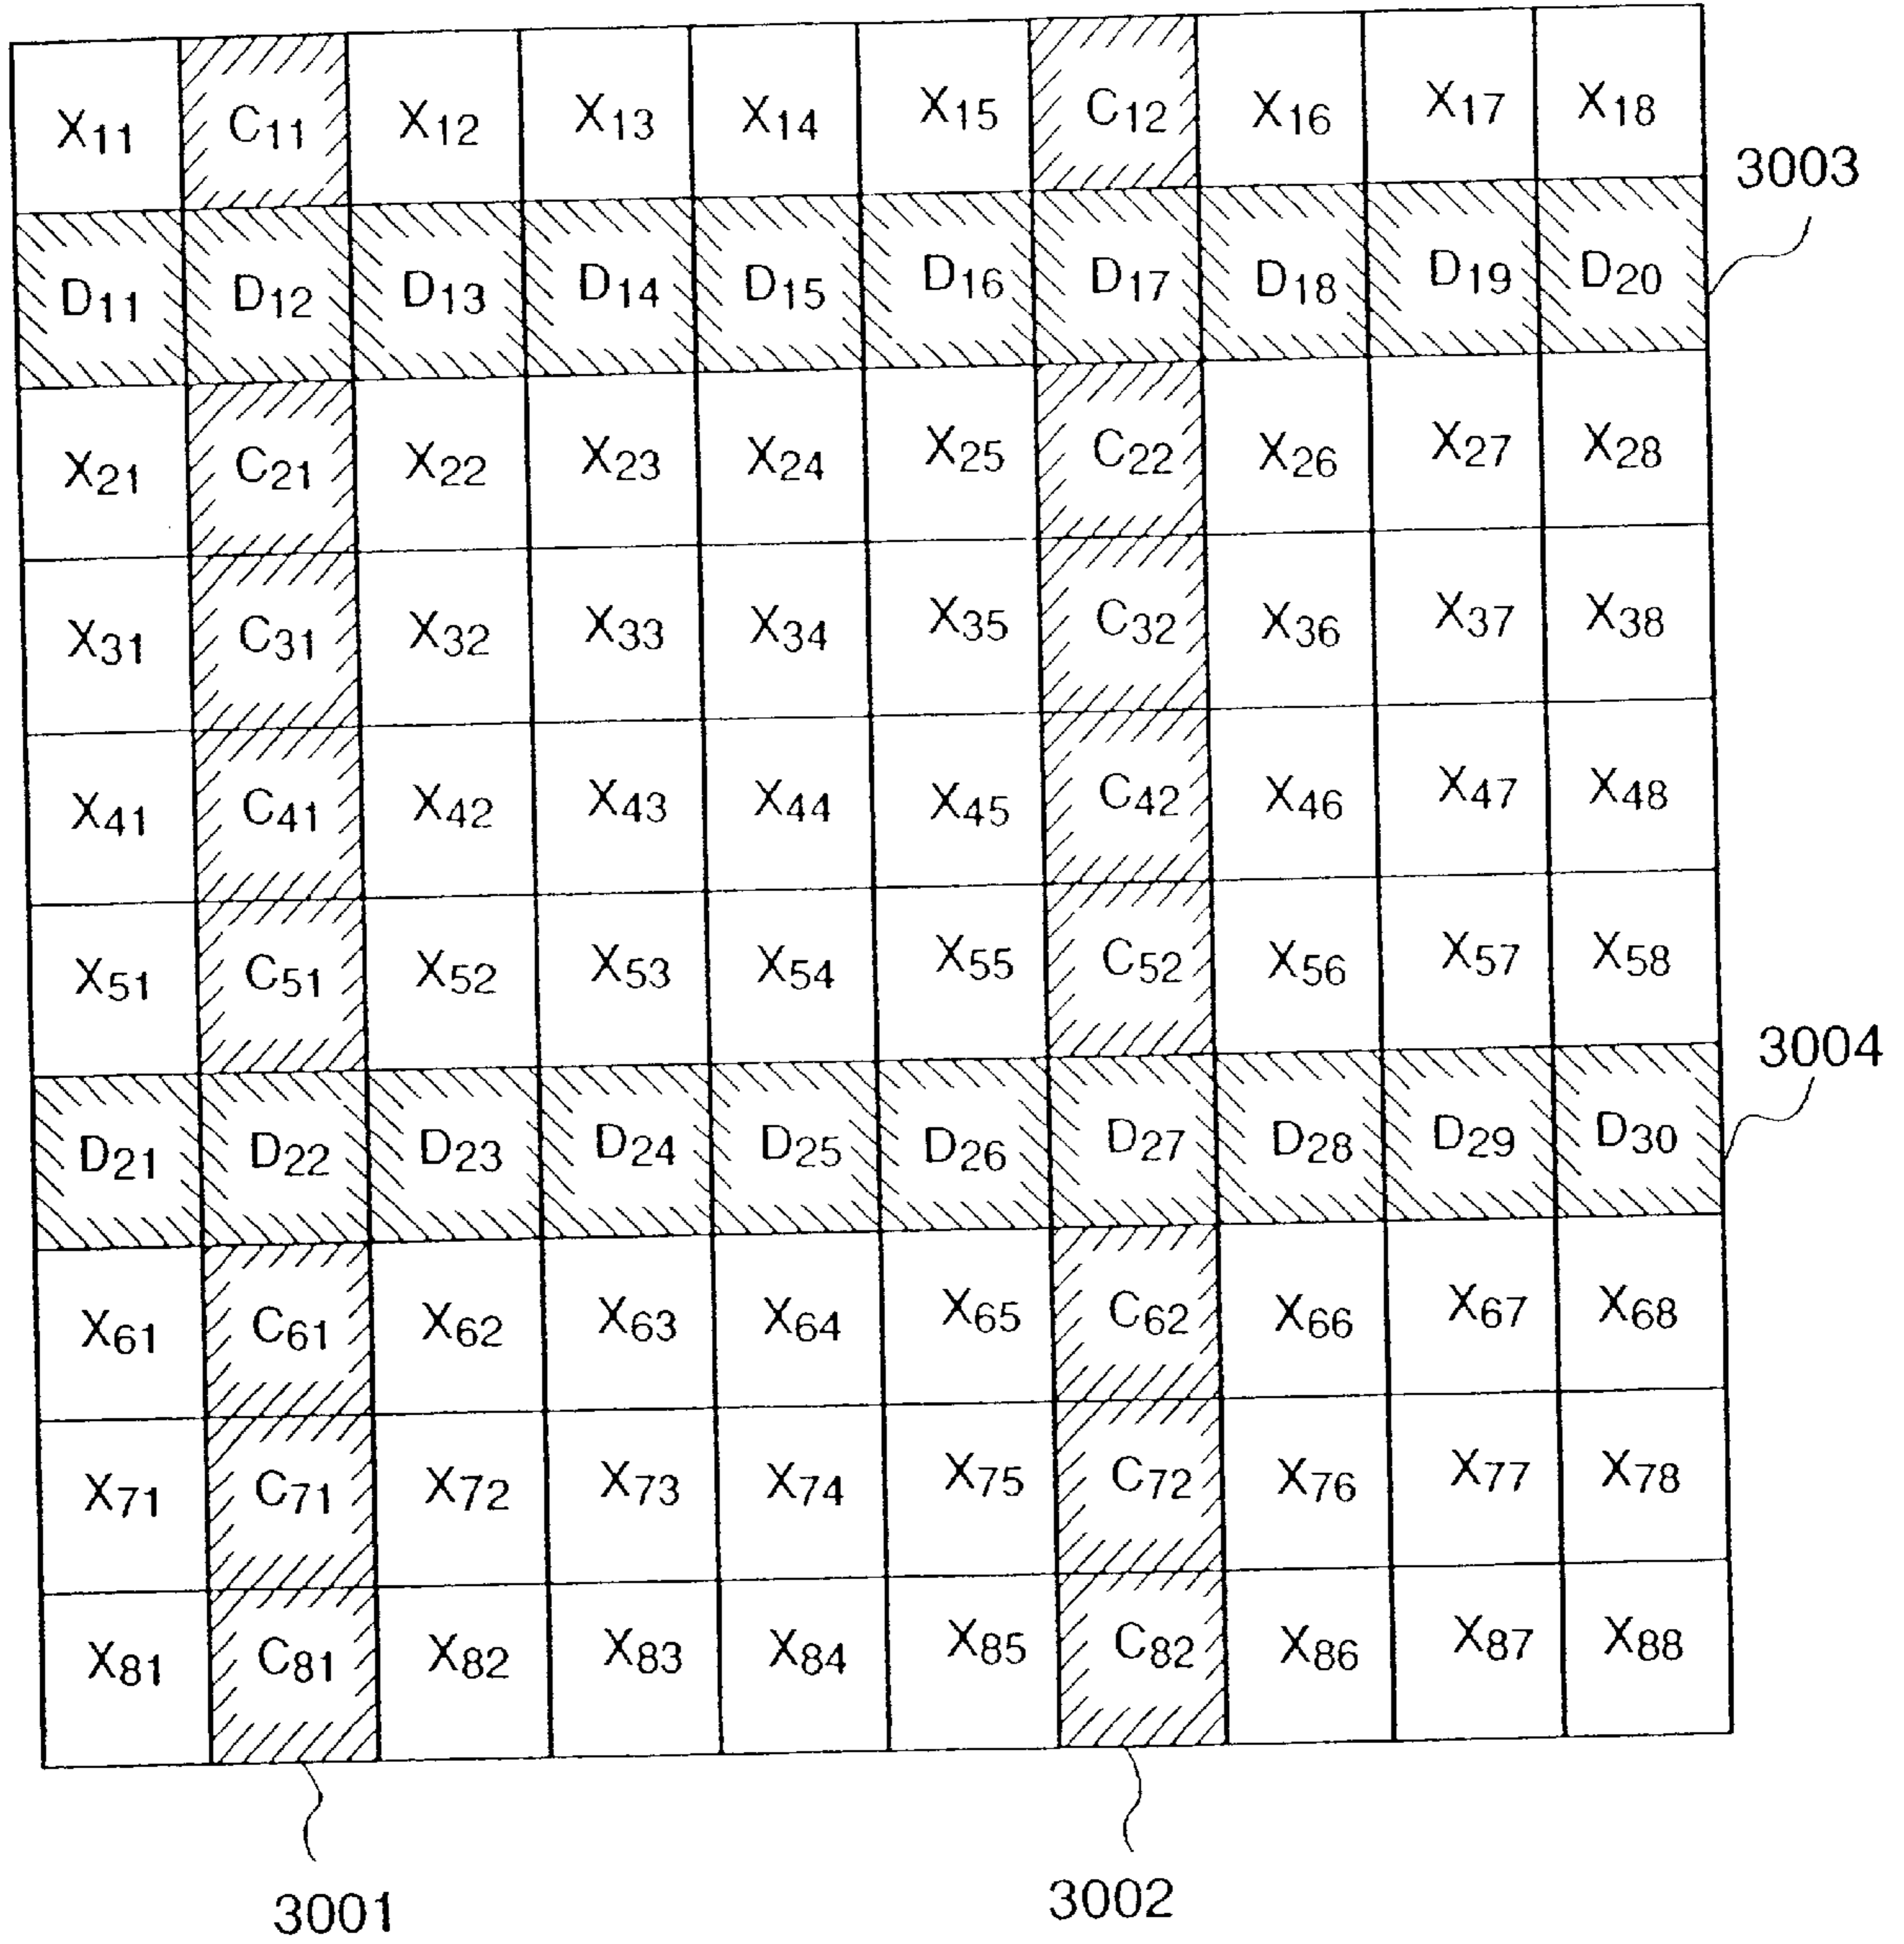 X11 C11 X12 X13 X14 X15 C12 X16 X17 X18
3003
D11 D12 D13 D14 D15 D16 D17 D18 D19 D20
X21 C21 X22 X23 X24 X25 C22 X26 X27 X28
X31 C31 X32 X33 X34 X35 C32 X36 X37 X38
X41 C41 X42 X43 X44 X45 C42 X46 X47 X48
X51 C51 X52 X53 X54 X55 C52 X56 X57 X58
3004
D21 D22 D23 D24 D25 D26 D27 D28 D29 D30
X61 C61 X62 X63 X64 X65 C62 X66 X67 X68
X71 C71 X72 X73 X74 X75 C72 X76 X77 X78
X81 C81 X82 X83 X84 X85 C82 X86 X87 X88
3001 3002